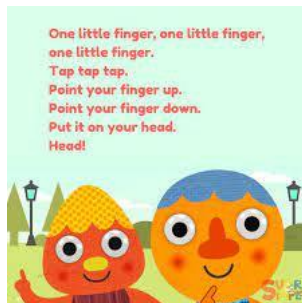 One little finger, one little finger,
one little finger.
Tap tap tap.
Point your finger up.
Point your finger down.
Put it on your head.
Head!